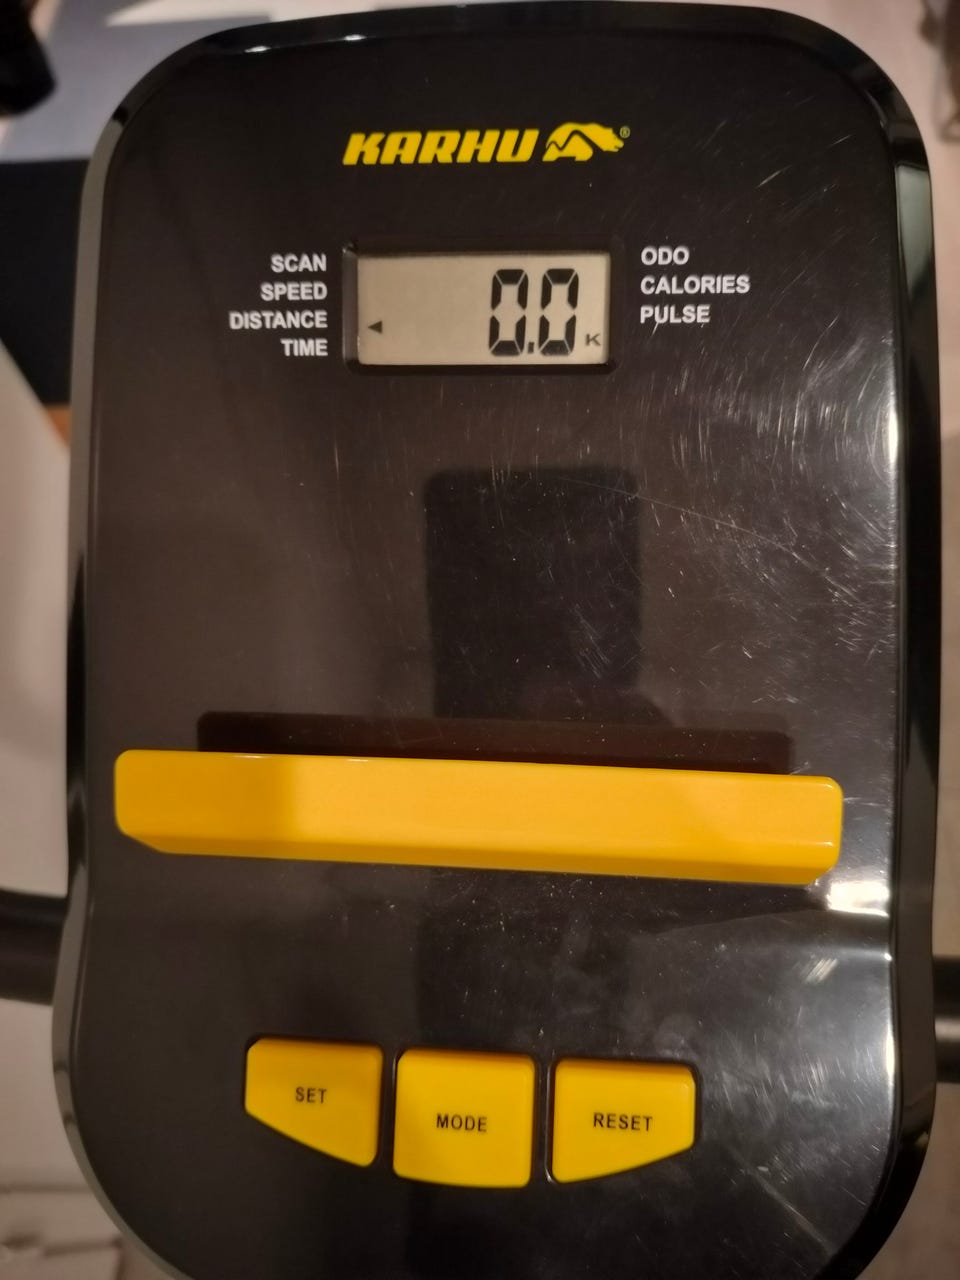 KARHU ®
SCAN
SPEED
DISTANCE
TIME
0.0 K
ODO
CALORIES
PULSE
SET
MODE
RESET